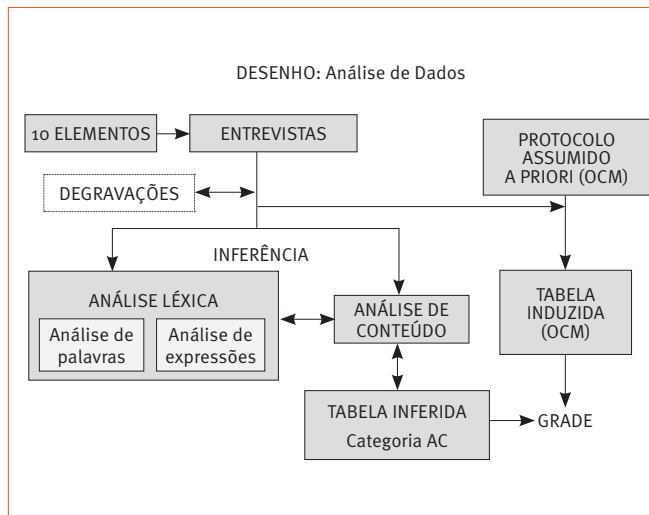 DESENHO: Análise de Dados
10 ELEMENTOS
ENTREVISTAS
PROTOCOLO
ASSUMIDO
A PRIORI (OCM)
DEGRAVAÇÕES
INFERÊNCIA
ANÁLISE LÉXICA
Análise de
palavras
Análise de
expressões
ANÁLISE DE
CONTEÚDO
TABELA
INDUZIDA
(OCM)
TABELA INFERIDA
Categoria AC
GRADE